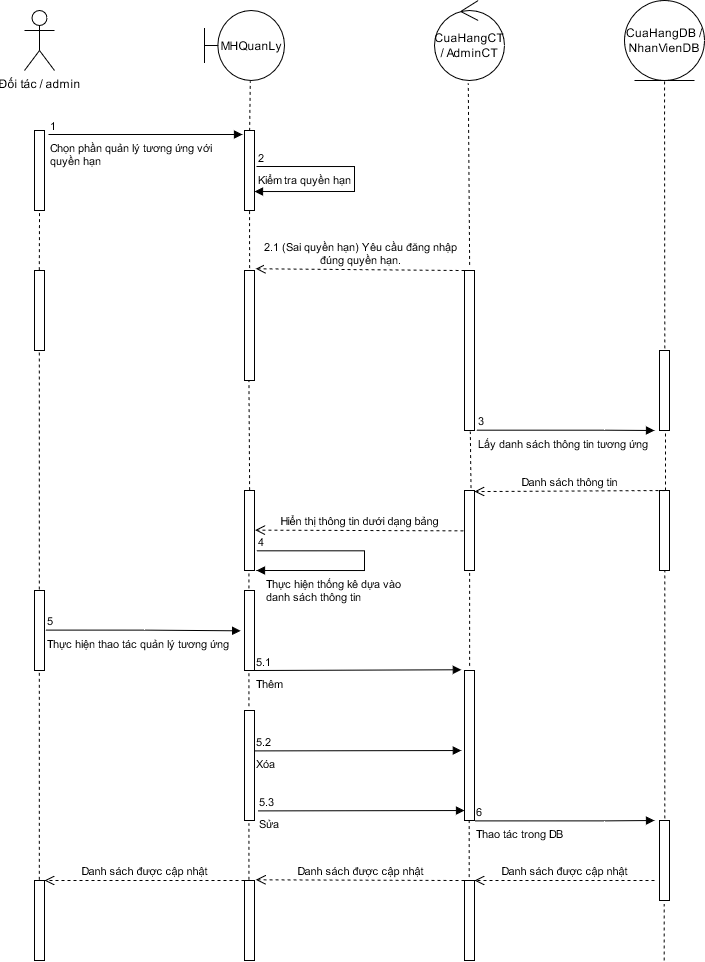 MHQuanLy
CuaHangCT
/ AdminCT
CuaHangDB /
NhanVienDB
Đối tác / admin
1
Chọn phần quản lý tương ứng với
quyền hạn
2
Kiểm tra quyền hạn
2.1 (Sai quyền hạn) Yêu cầu đăng nhập
đúng quyền hạn.
3
Lấy danh sách thông tin tương ứng
Danh sách thông tin
Hiển thị thông tin dưới dạng bảng
4
Thực hiện thống kê dựa vào
danh sách thông tin
5
Thực hiện thao tác quản lý tương ứng
5.1
Thêm
5.2
Xóa
5.3
Sửa
6
Thao tác trong DB
Danh sách được cập nhật
Danh sách được cập nhật
Danh sách được cập nhật